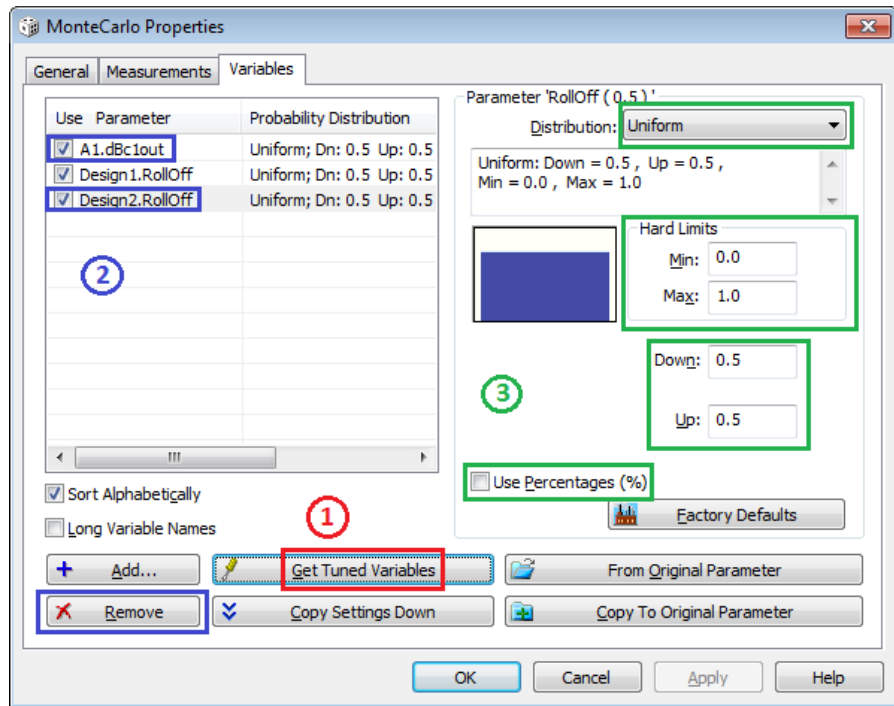 MonteCarlo Properties
General Measurements Variables
Use Parameter Probability Distribution
A1.dBc1out Uniform; Dn: 0.5 Up: 0.5
Design1.RollOff Uniform; Dn: 0.5 Up: 0.5
Design2.RollOff Uniform; Dn: 0.5 Up: 0.5
2
Sort Alphabetically
Long Variable Names
1
Parameter 'RollOff ( 0.5 ) '
Distribution: Uniform
Uniform: Down = 0.5 , Up = 0.5 ,
Min = 0.0 , Max = 1.0
Hard Limits
Min: 0.0
Max: 1.0
Down: 0.5
3
Up: 0.5
Use Percentages (%)
Factory Defaults
Add... Get Tuned Variables From Original Parameter
Remove Copy Settings Down Copy To Original Parameter
OK Cancel Apply Help